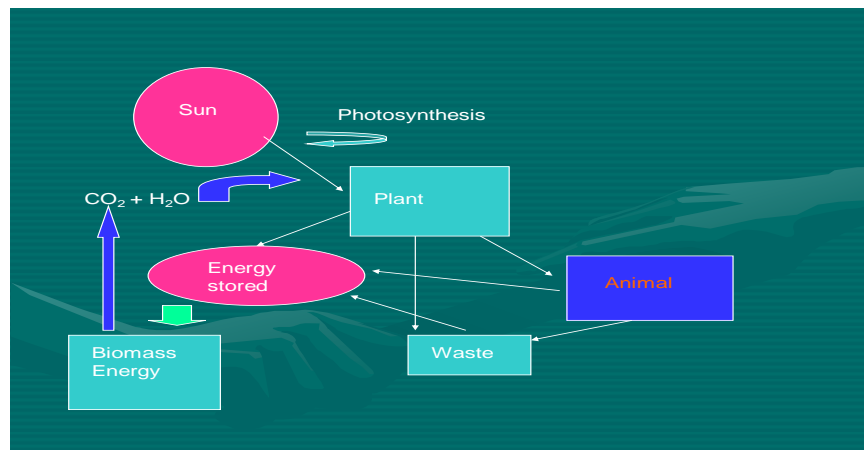 Sun
Photosynthesis
CO₂ + H₂O
Plant
Energy
stored
Animal
Biomass
Energy
Waste